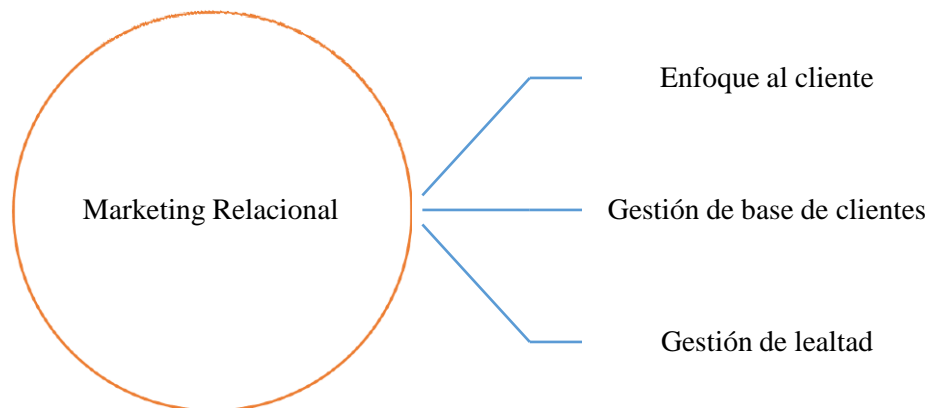 Enfoque al cliente
Marketing Relacional
Gestión de base de clientes
Gestión de lealtad